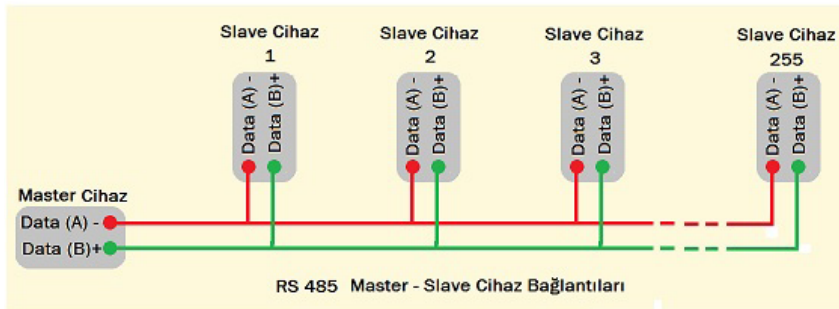 Slave Cihaz
1
Slave Cihaz
2
Slave Cihaz
3
Slave Cihaz
255
Data (A) -
Data (B)+
Data (A) -
Data (B)+
Data (A) -
Data (B)+
Data (A) -
Data (B)+
Master Cihaz
Data (A) -
Data (B)+
RS 485 Master - Slave Cihaz Bağlantıları